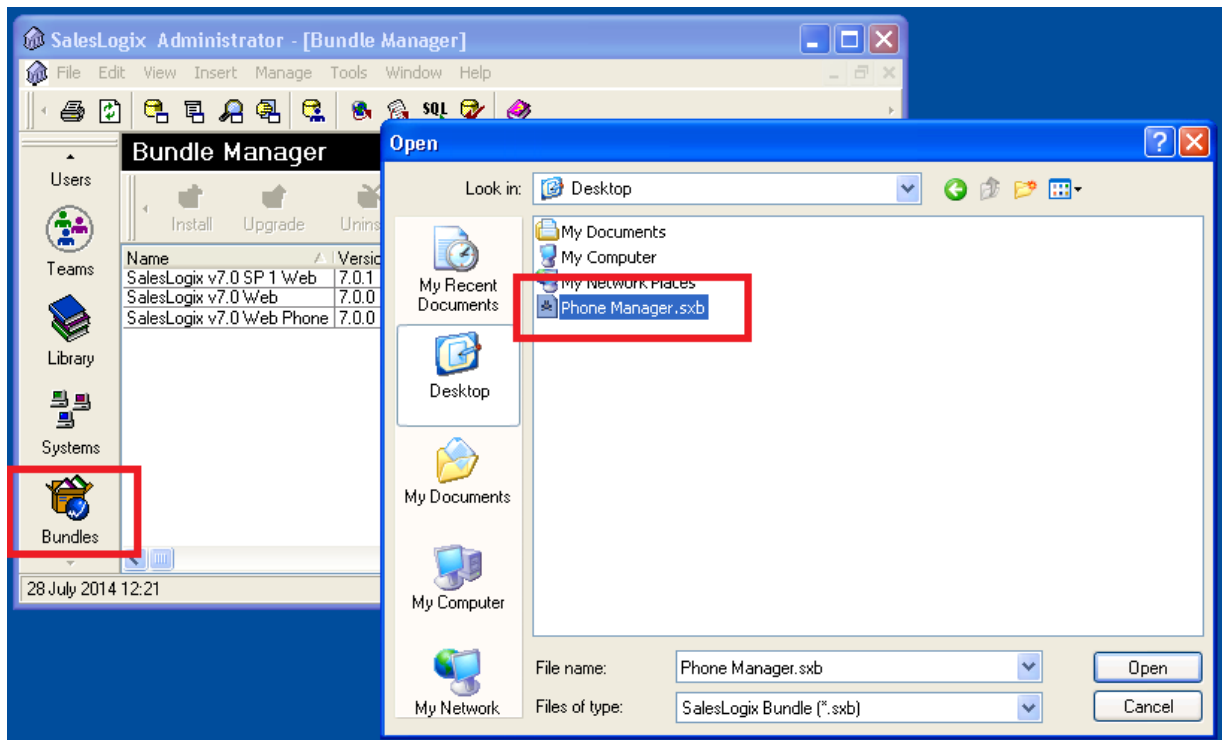 SalesLogix Administrator - [Bundle Manager]
File Edit View Insert Manage Tools Window Help
SQL
Users
Teams
Library
Systems
Bundles
Bundle Manager
Install Upgrade Unins
Name Versio
SalesLogix v7.0 SP 1 Web 7.0.1
SalesLogix v7.0 Web 7.0.0
SalesLogix v7.0 Web Phone 7.0.0
28 July 2014 12:21
Open
Look in: Desktop
My Recent
Documents
Desktop
My Documents
My Computer
My Network
My Documents
My Computer
My Network Places
Phone Manager.sxb
File name: Phone Manager.sxb Open
Files of type: SalesLogix Bundle (*.sxb) Cancel